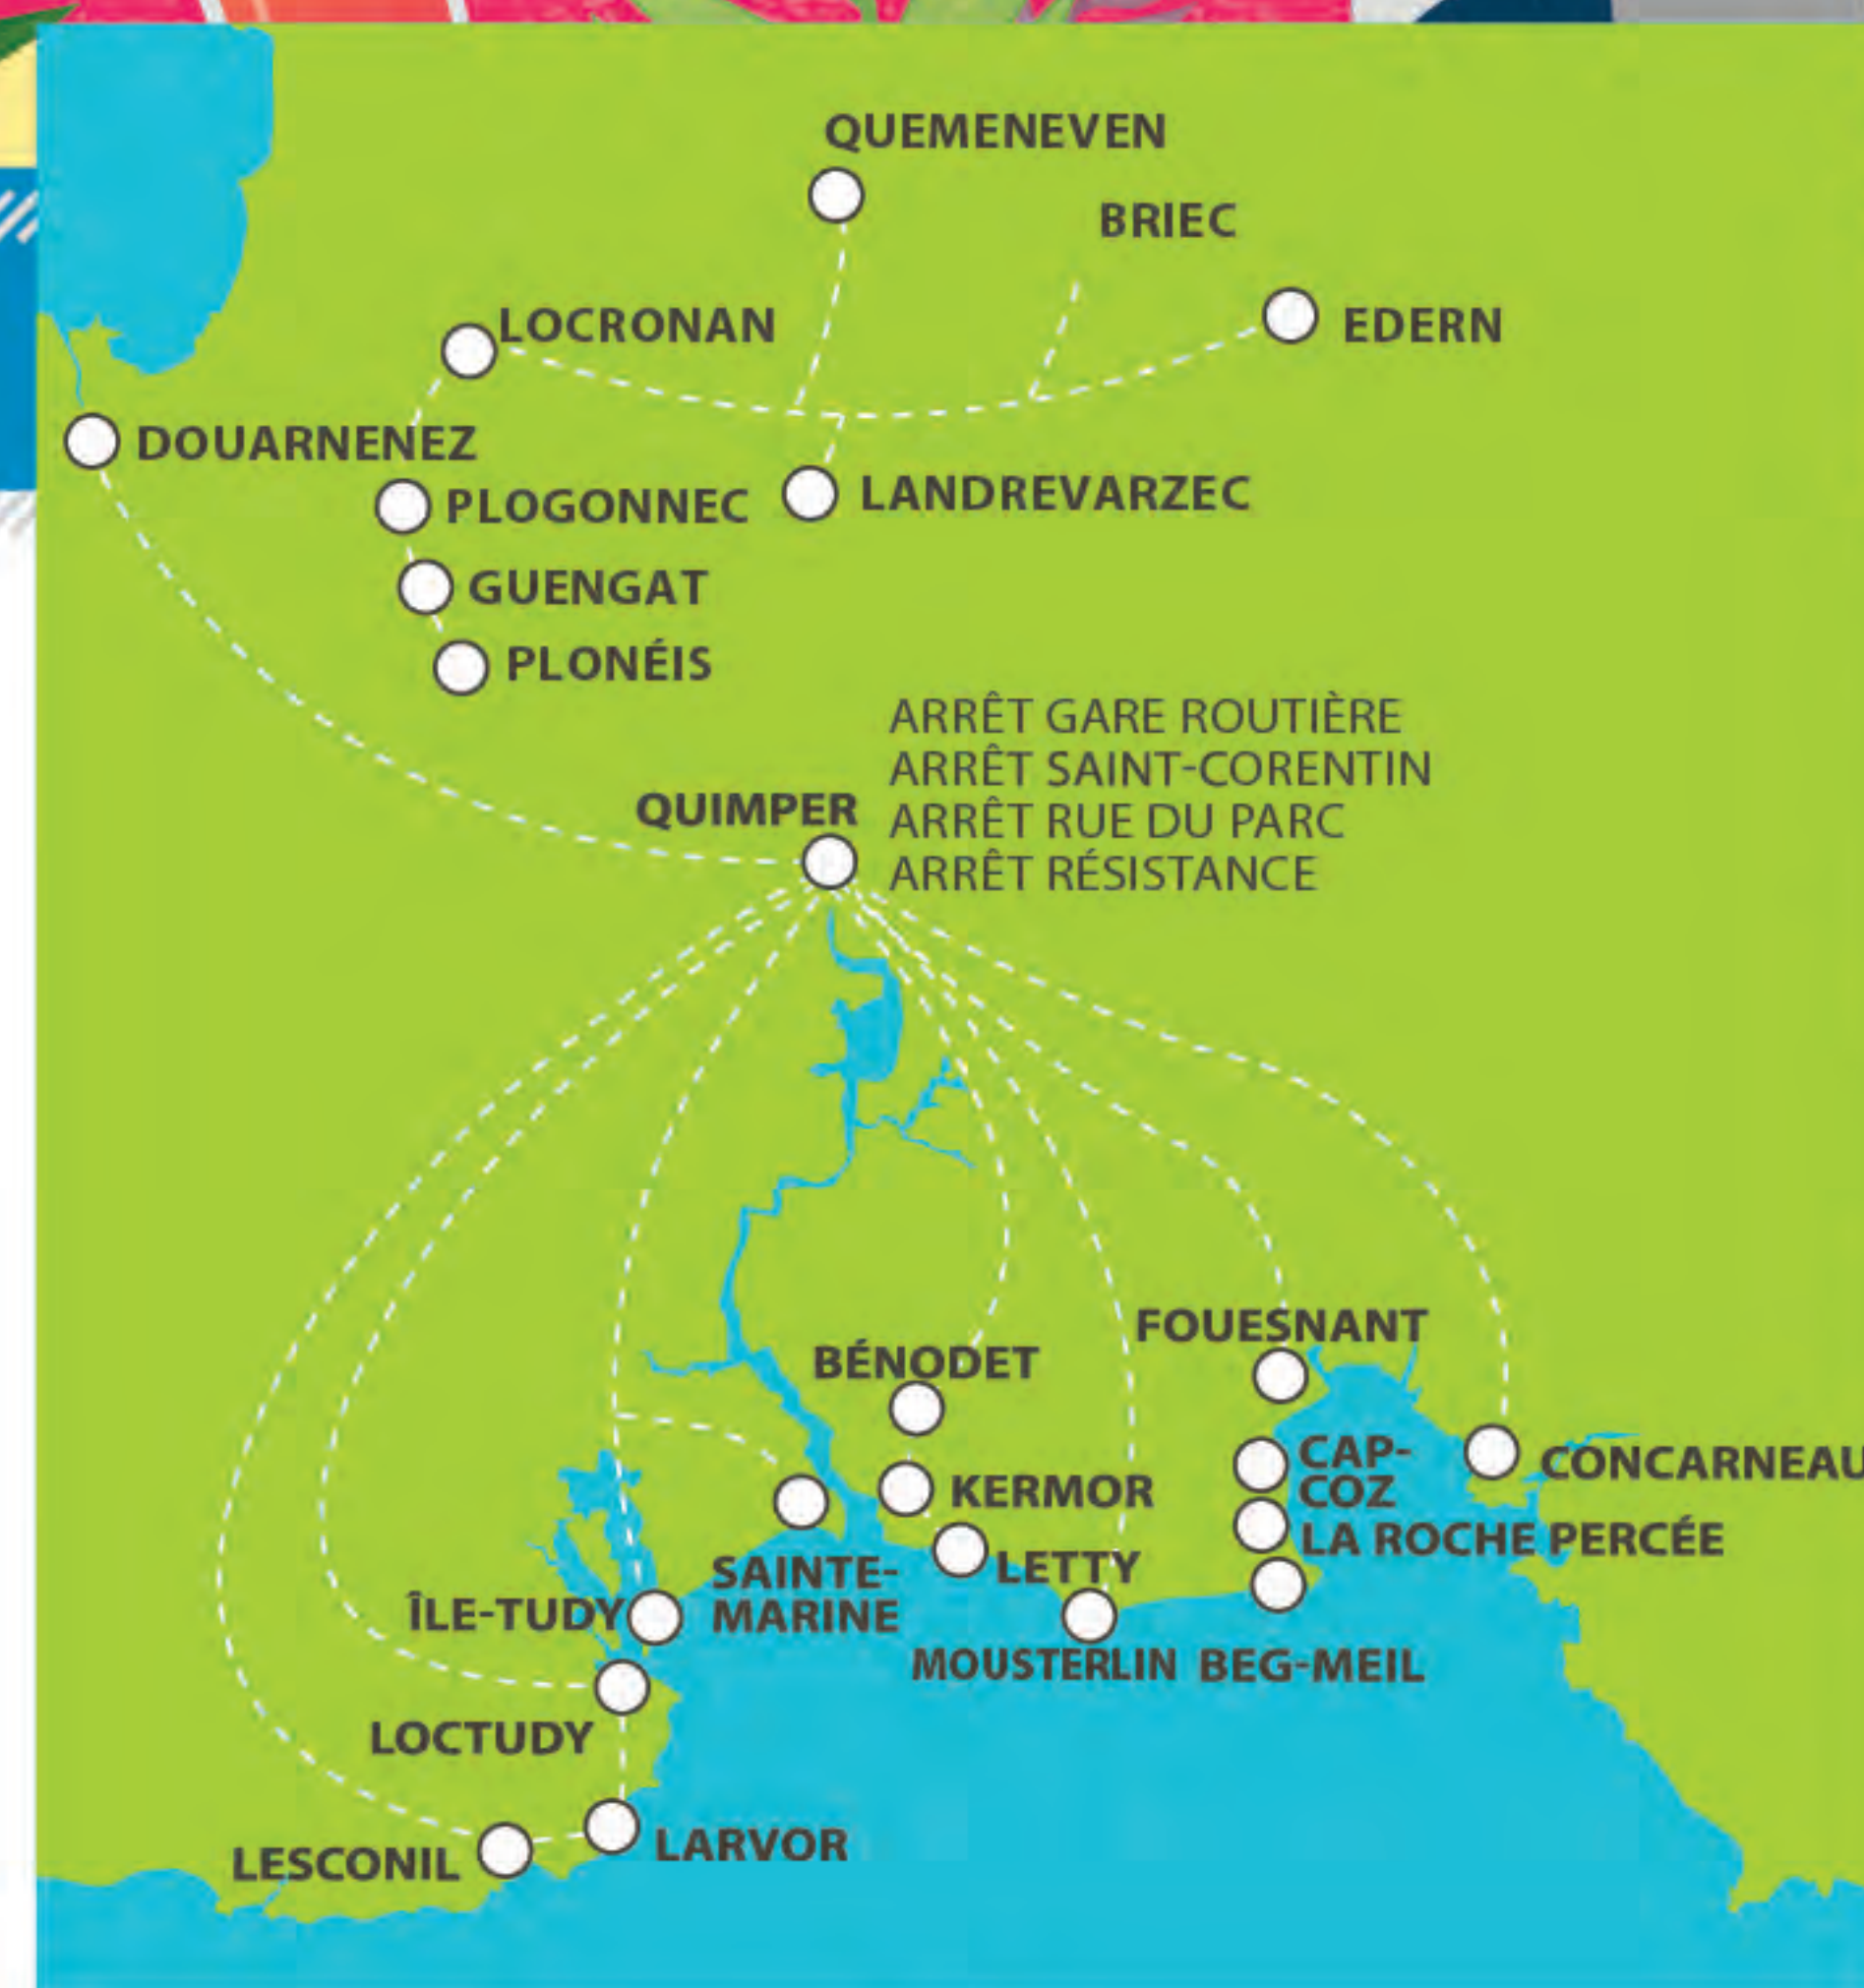 QUEMENEVEN
BRIEC
LOCRONAN
EDERN
DOUARNENEZ
PLOGONNEC
LANDREVARZEC
GUENGAT
PLONÉIS
ARRÊT GARE ROUTIÈRE
ARRÊT SAINT-CORENTIN
QUIMPER
ARRÊT RUE DU PARC
ARRÊT RÉSISTANCE
FOUESNANT
BÉNODET
CAP-
COZ
CONCARNEAU
KERMOR
LA ROCHE PERCÉE
LETTY
SAINTE-
MARINE
ÎLE-TUDY
MOUSTERLIN
BEG-MEIL
LOCTUDY
LARVOR
LESCONIL